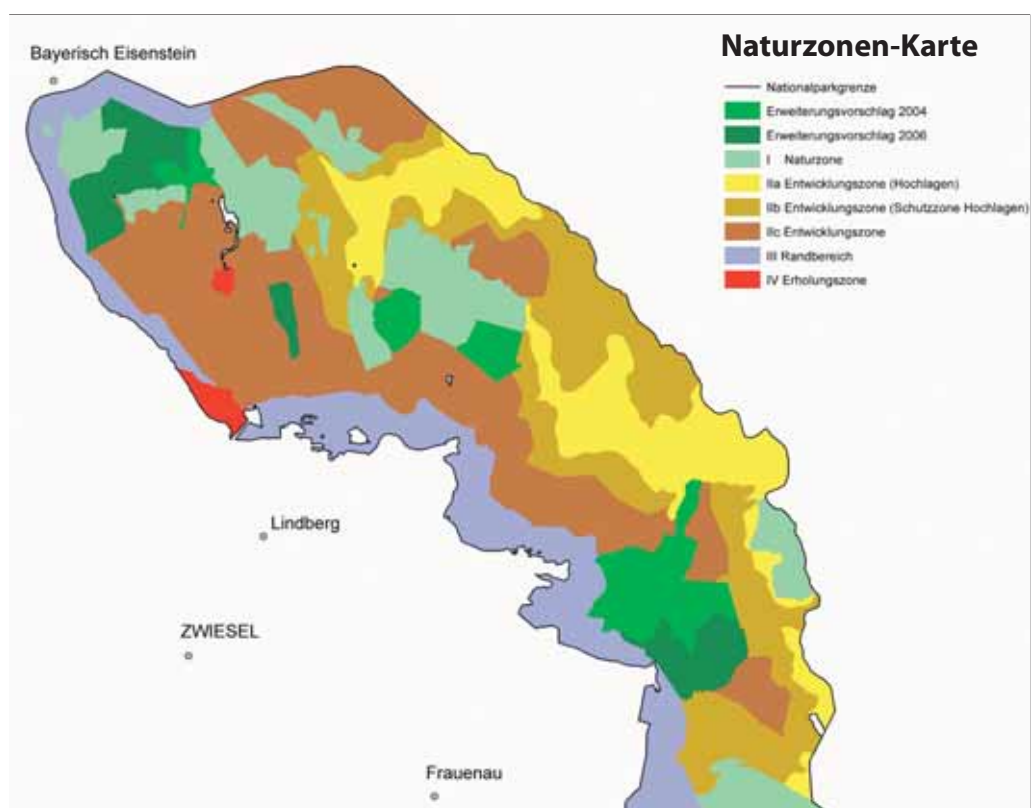 Naturzonen-Karte
Bayerisch Eisenstein
Nationalparkgrenze
Erweiterungsvorschlag 2004
Erweiterungsvorschlag 2006
I Naturzone
IIa Entwicklungszone (Hochlagen)
IIb Entwicklungszone (Schutzzone Hochlagen)
IIc Entwicklungszone
III Randbereich
IV Erholungszone
Lindberg
ZWIESEL
Frauenau